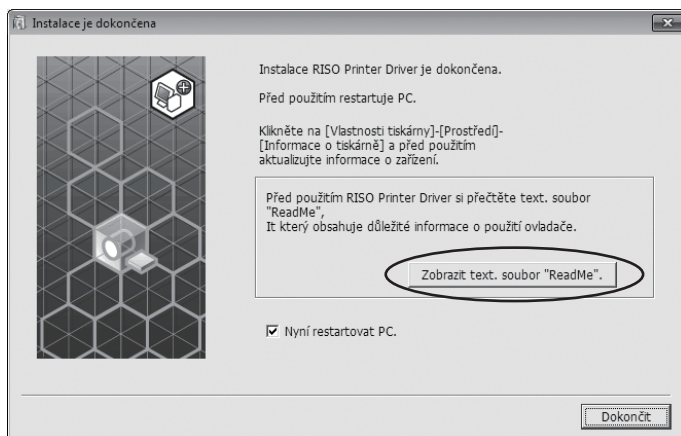 Instalace je dokončena
Instalace RISO Printer Driver je dokončena.
Před použitím restartuje PC.
Klikněte na [Vlastnosti tiskárny]-[Prostředí]-
[Informace o tiskárně] a před použitím
aktualizujte informace o zařízení.
Před použitím RISO Printer Driver si přečtěte text. soubor
"ReadMe",
It který obsahuje důležité informace o použití ovladače.
Zobrazit text. soubor "ReadMe".
Nyní restartovat PC.
Dokončit